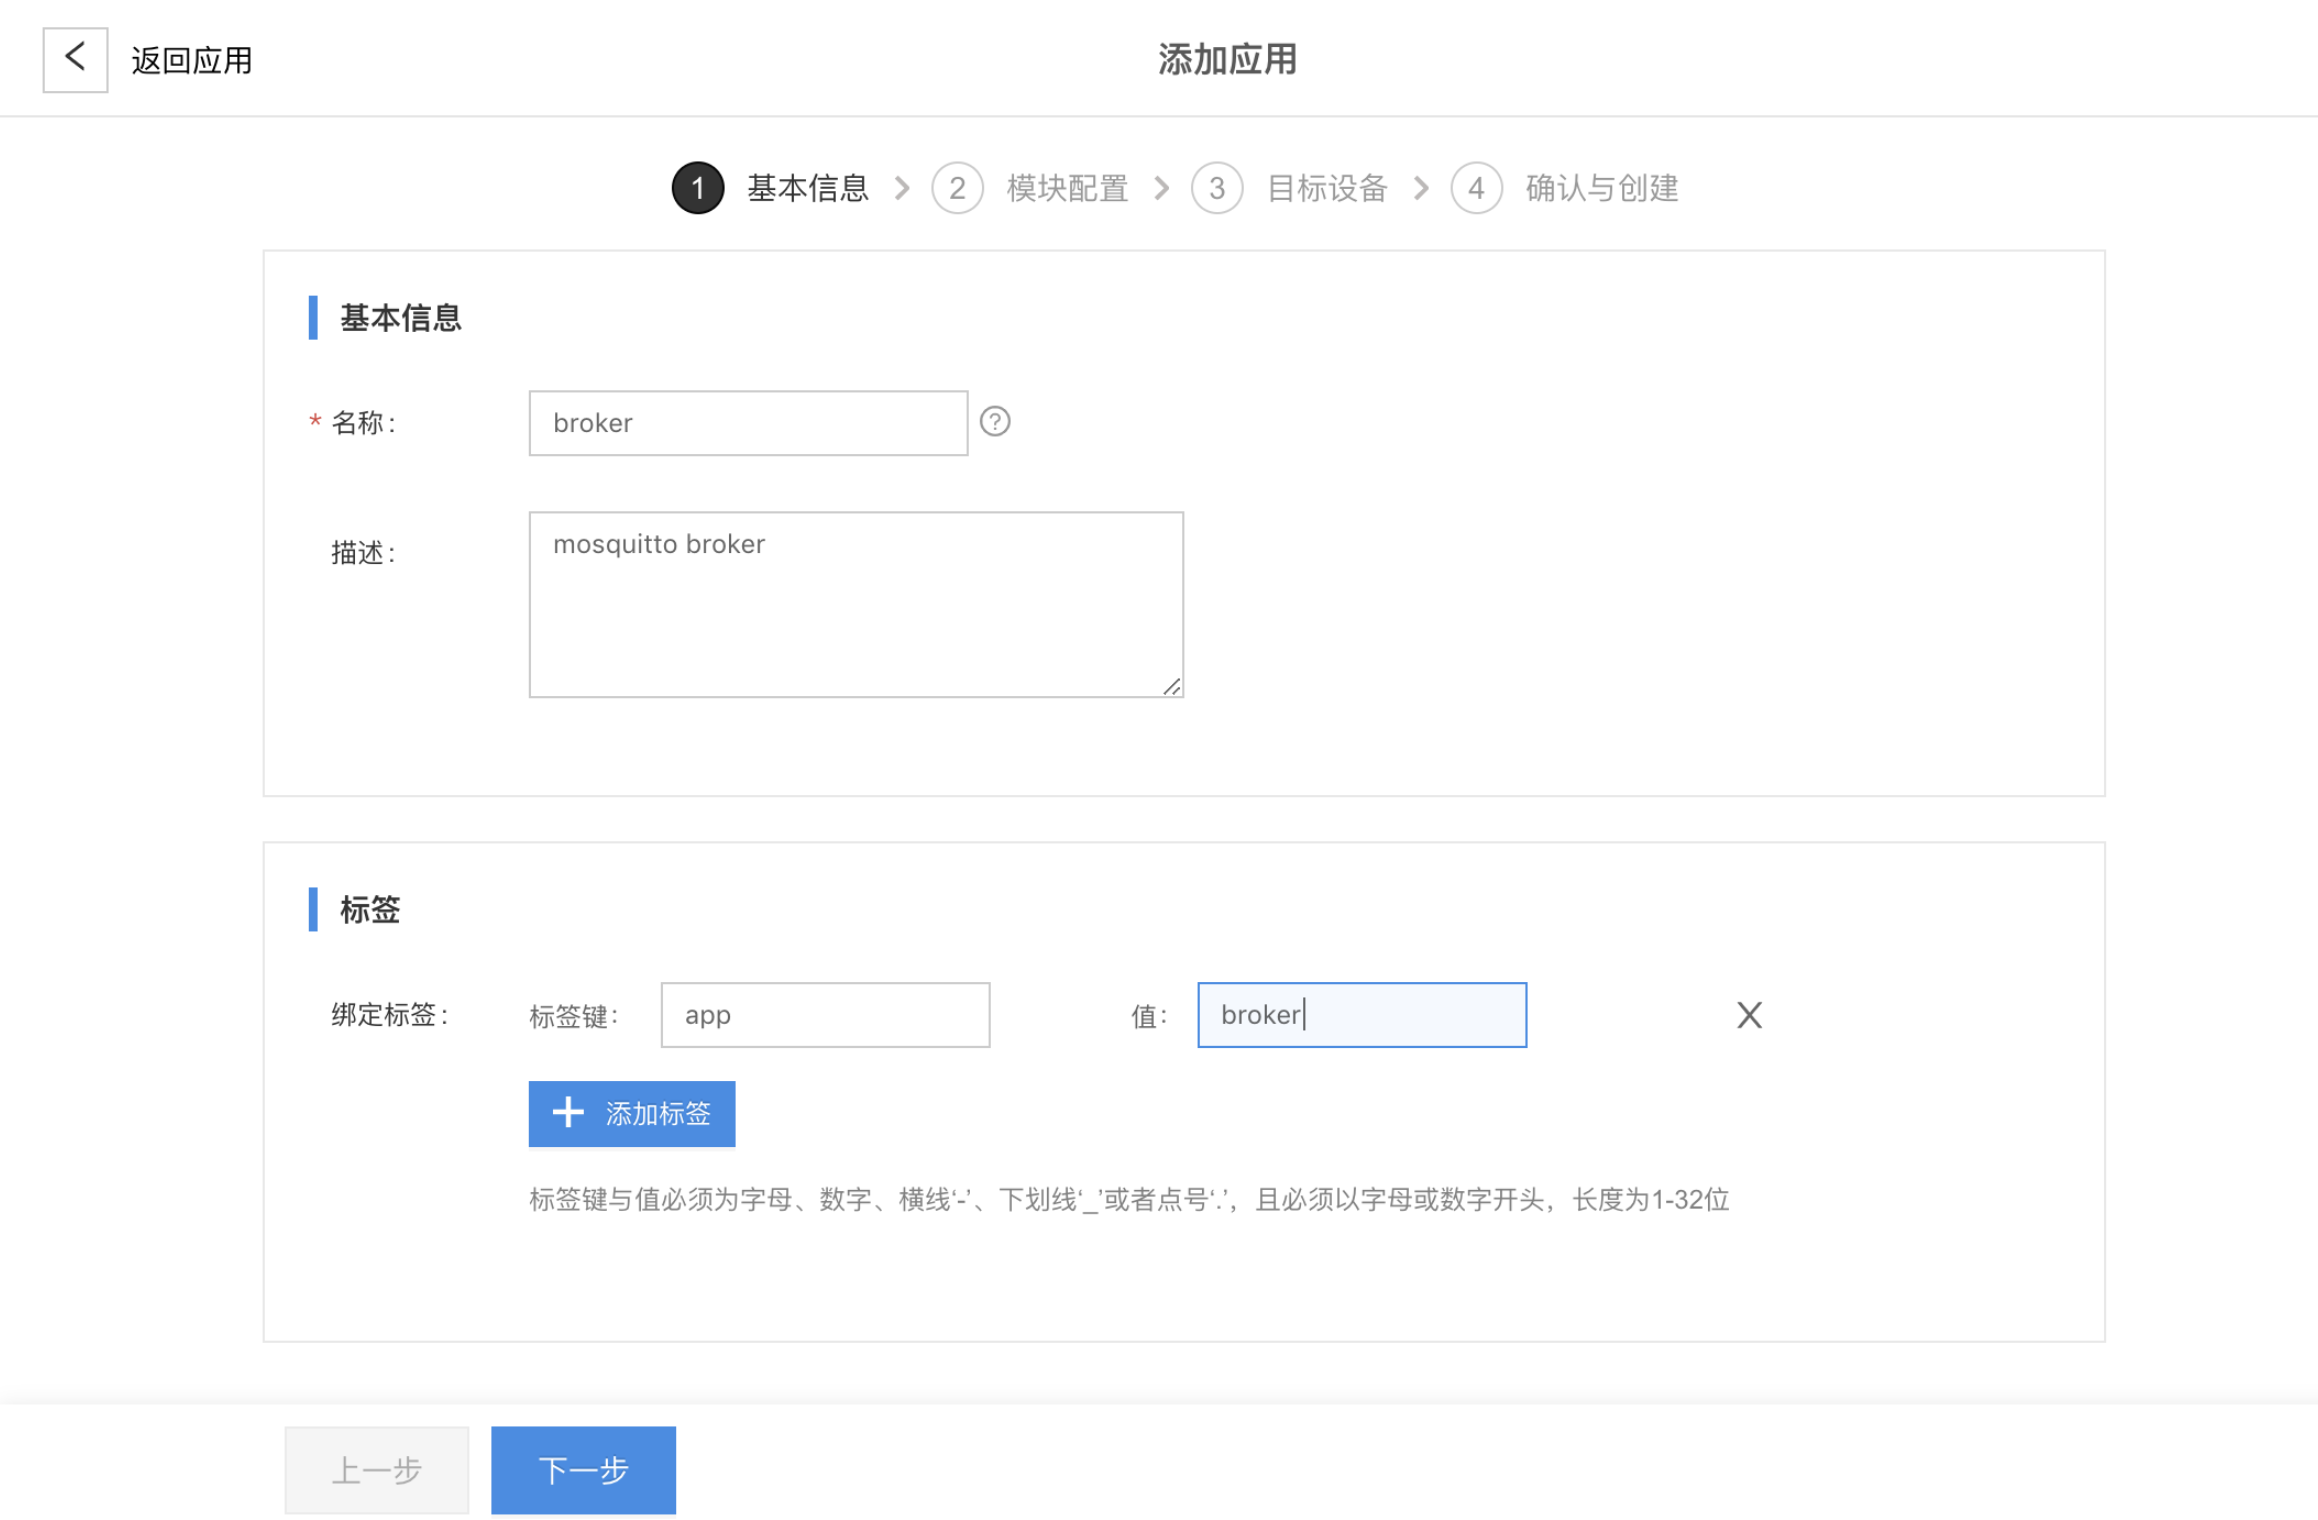 返回应用
添加应用
1 基本信息 2 模块配置 3 目标设备 4 确认与创建
基本信息
* 名称: broker ?
描述: mosquitto broker
标签
绑定标签: 标签键: app 值: broker X
添加标签
标签键与值必须为字母、数字、横线‘-’、下划线‘_’或者点号‘.’，且必须以字母或数字开头，长度为1-32位
上一步 下一步